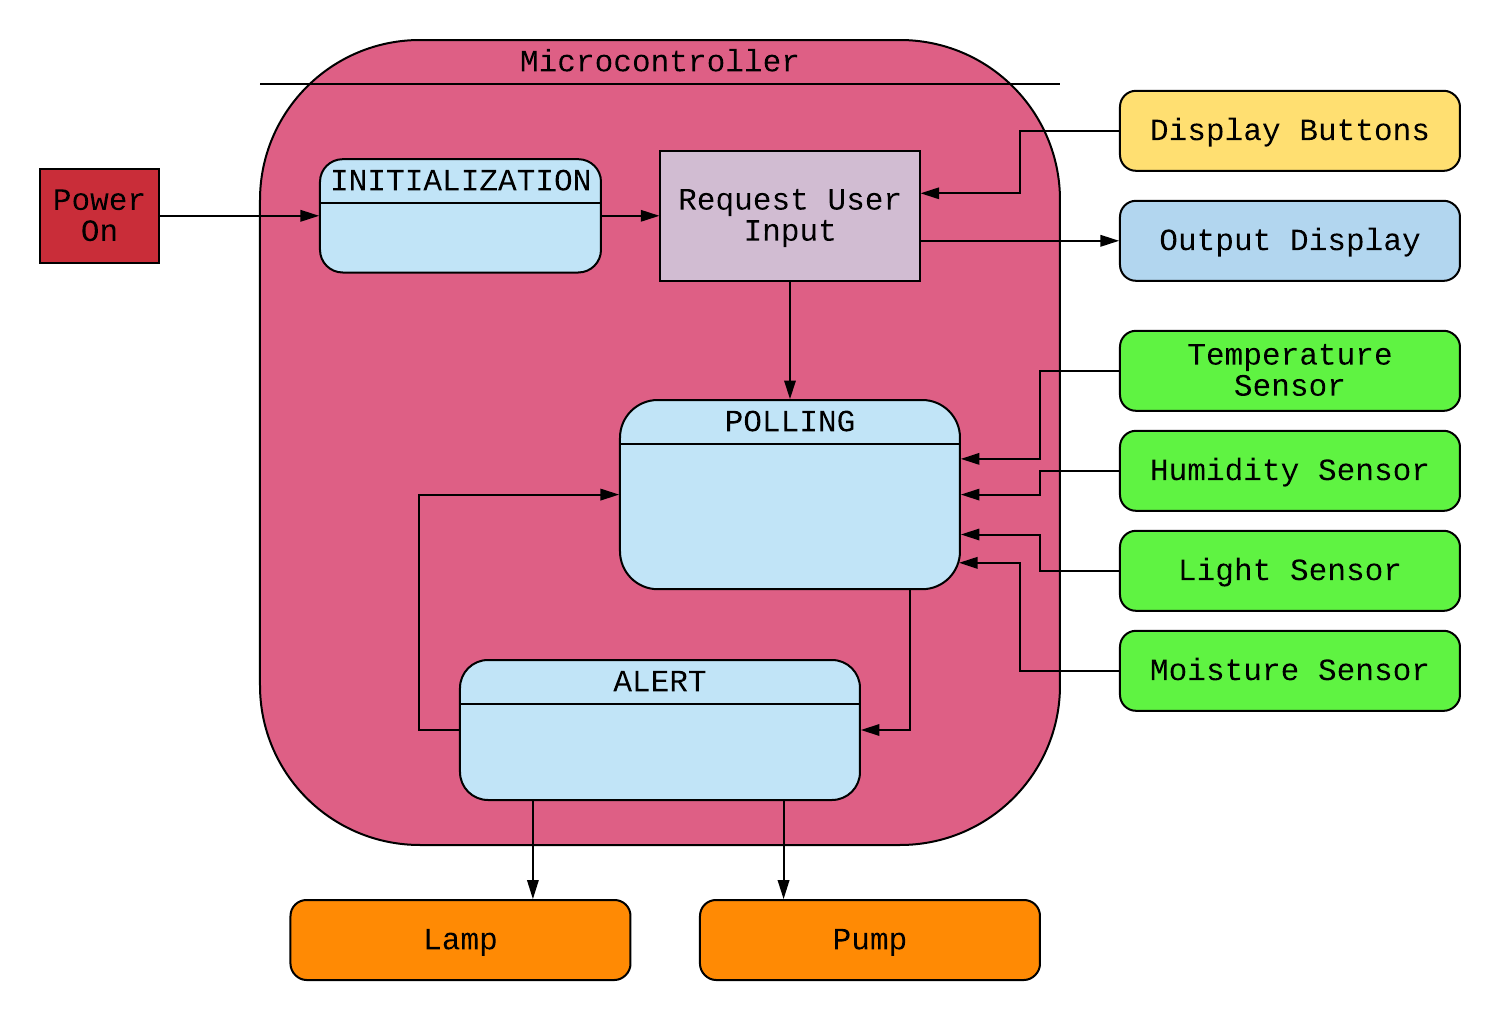 Microcontroller
Power
On
INITIALIZATION
Request User
Input
Display Buttons
Output Display
Temperature
Sensor
POLLING
Humidity Sensor
Light Sensor
Moisture Sensor
ALERT
Lamp
Pump